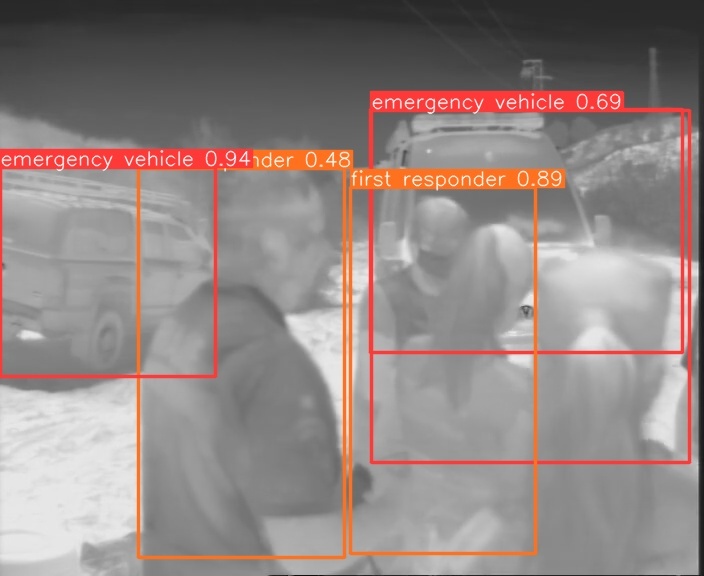 emergency vehicle 0.69
emergency vehicle 0.94
nder 0.48
first responder 0.89